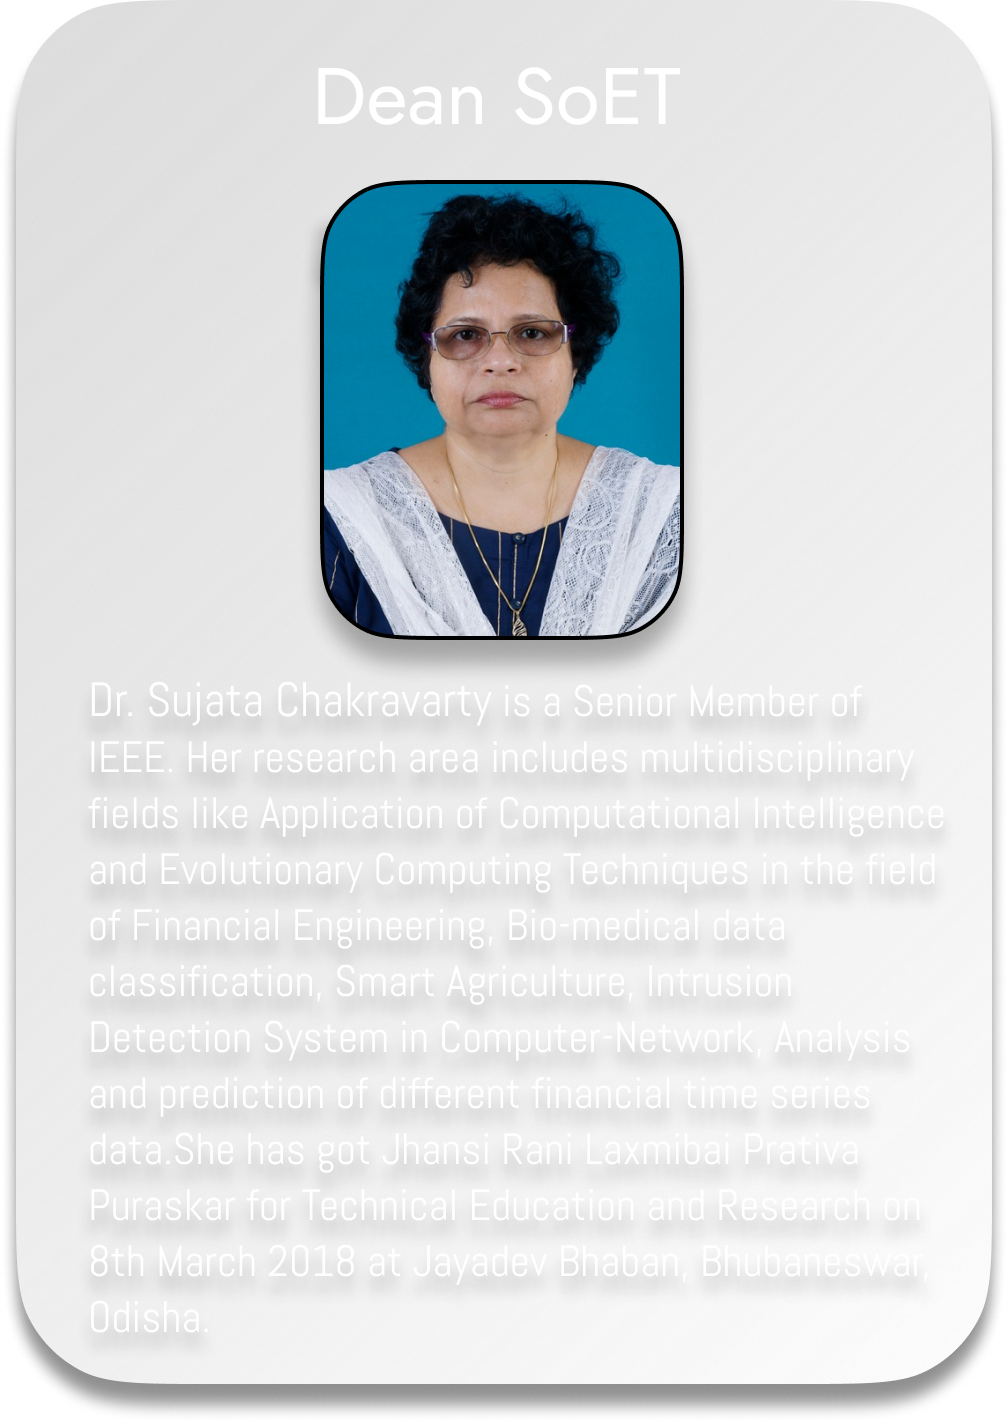 Dean SoET
Dr. Sujata Chakravarty is a Senior Member of
IEEE. Her research area includes multidisciplinary
fields like Application of Computational Intelligence
and Evolutionary Computing Techniques in the field
of Financial Engineering, Bio-medical data
classification, Smart Agriculture, Intrusion
Detection System in Computer-Network, Analysis
and prediction of different financial time series
data.She has got Jhansi Rani Laxmibai Prativa
Puraskar for Technical Education and Research on
8th March 2018 at Jayadev Bhaban, Bhubaneswar,
Odisha.